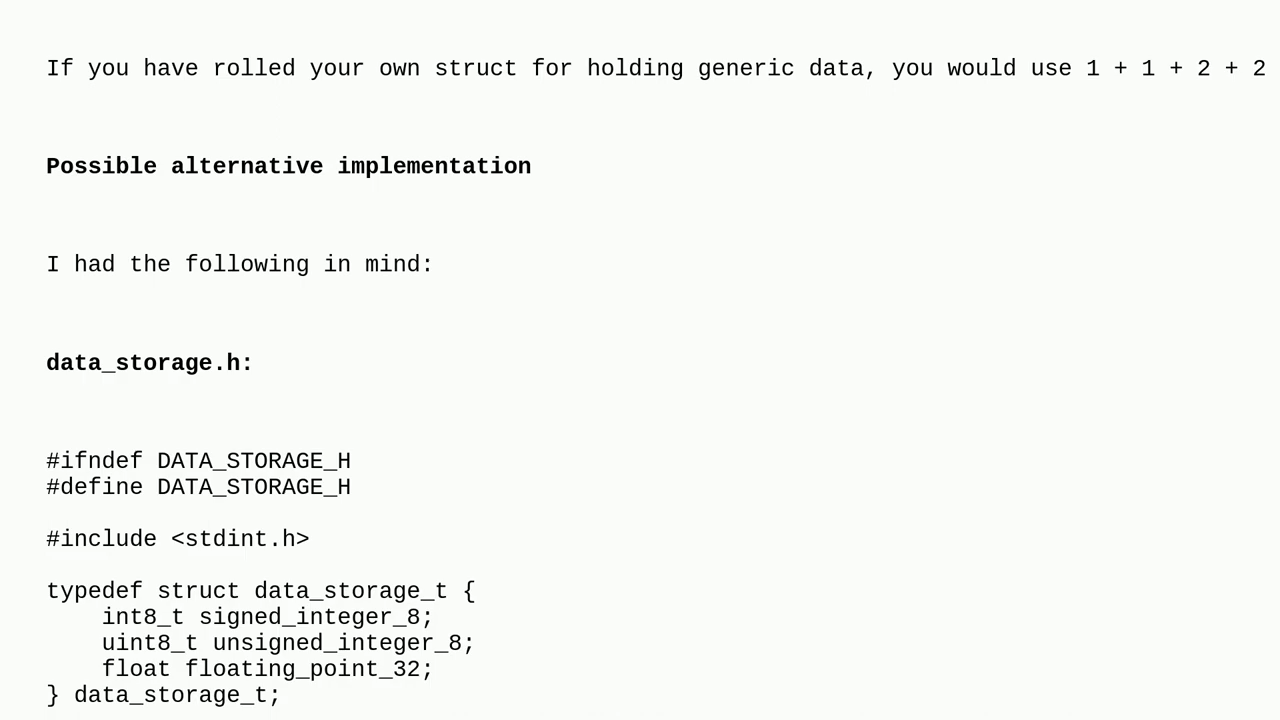 If you have rolled your own struct for holding generic data, you would use 1 + 1 + 2 + 2
Possible alternative implementation
I had the following in mind:
data_storage.h:
#ifndef DATA_STORAGE_H
#define DATA_STORAGE_H
#include <stdint.h>
typedef struct data_storage_t {
    int8_t signed_integer_8;
    uint8_t unsigned_integer_8;
    float floating_point_32;
} data_storage_t;